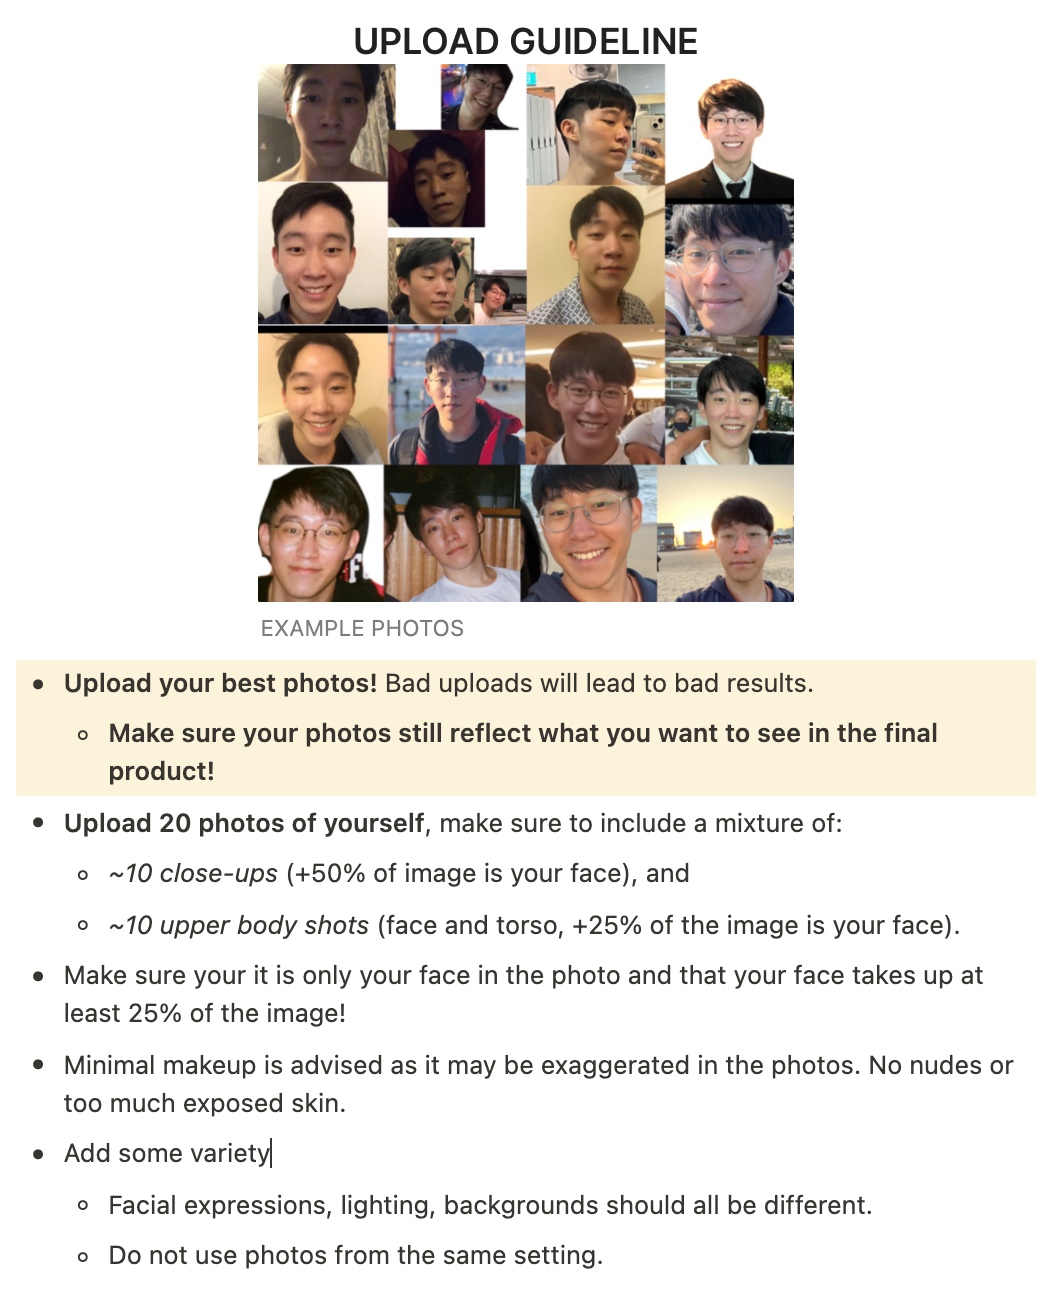 UPLOAD GUIDELINE
EXAMPLE PHOTOS
Upload your best photos! Bad uploads will lead to bad results.
Make sure your photos still reflect what you want to see in the final
product!
Upload 20 photos of yourself, make sure to include a mixture of:
~10 close-ups (+50% of image is your face), and
~10 upper body shots (face and torso, +25% of the image is your face).
Make sure your it is only your face in the photo and that your face takes up at
least 25% of the image!
Minimal makeup is advised as it may be exaggerated in the photos. No nudes or
too much exposed skin.
Add some variety
Facial expressions, lighting, backgrounds should all be different.
Do not use photos from the same setting.